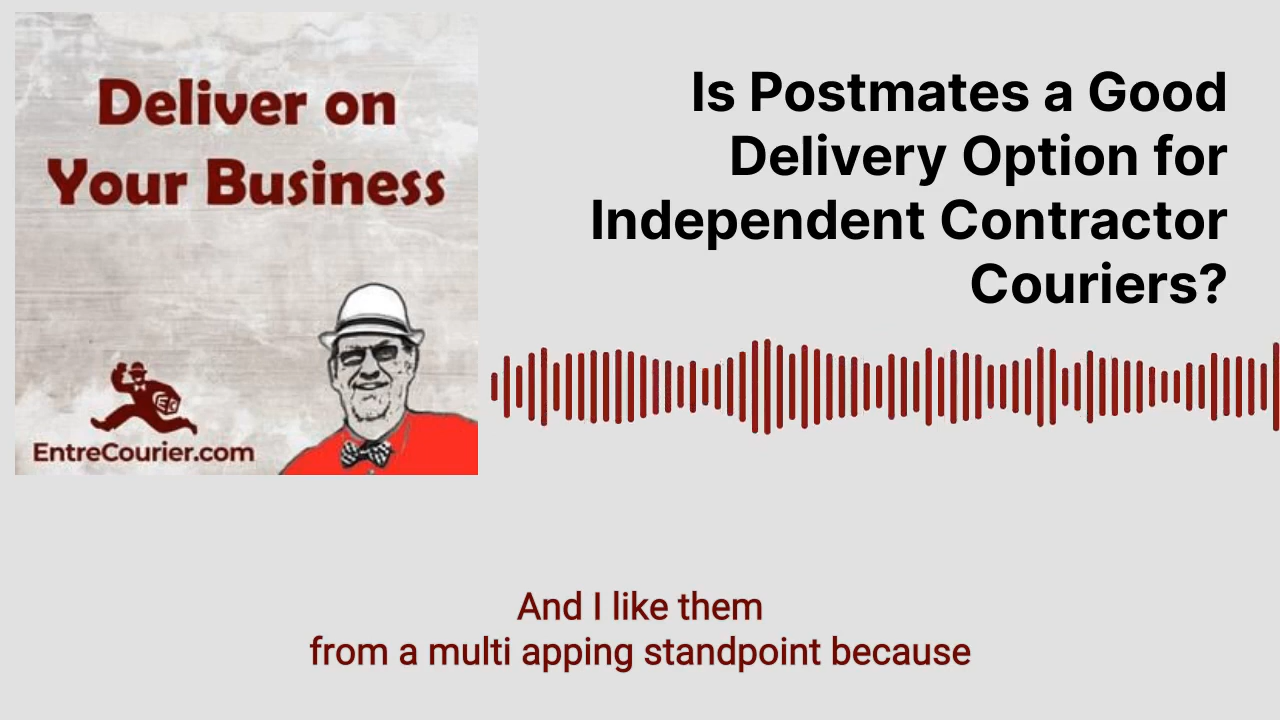 Deliver on
Your Business
EntreCourier.com
Is Postmates a Good
Delivery Option for
Independent Contractor
Couriers?
And I like them
from a multi apping standpoint because